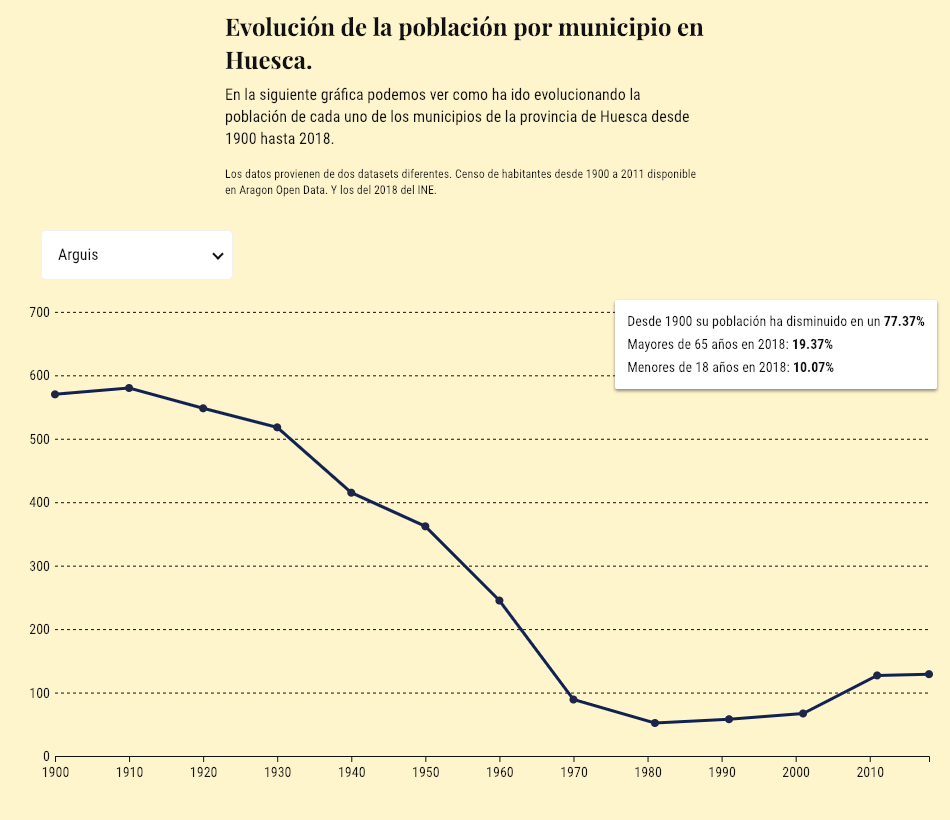 Evolución de la población por municipio en
Huesca.
En la siguiente gráfica podemos ver como ha ido evolucionando la
población de cada uno de los municipios de la provincia de Huesca desde
1900 hasta 2018.
Los datos provienen de dos datasets diferentes. Censo de habitantes desde 1900 a 2011 disponible
en Aragon Open Data. Y los del 2018 del INE.
Arguis
Desde 1900 su población ha disminuido en un 77.37%
Mayores de 65 años en 2018: 19.37%
Menores de 18 años en 2018: 10.07%
700
600
500
400
300
200
100
0
1900 1910 1920 1930 1940 1950 1960 1970 1980 1990 2000 2010